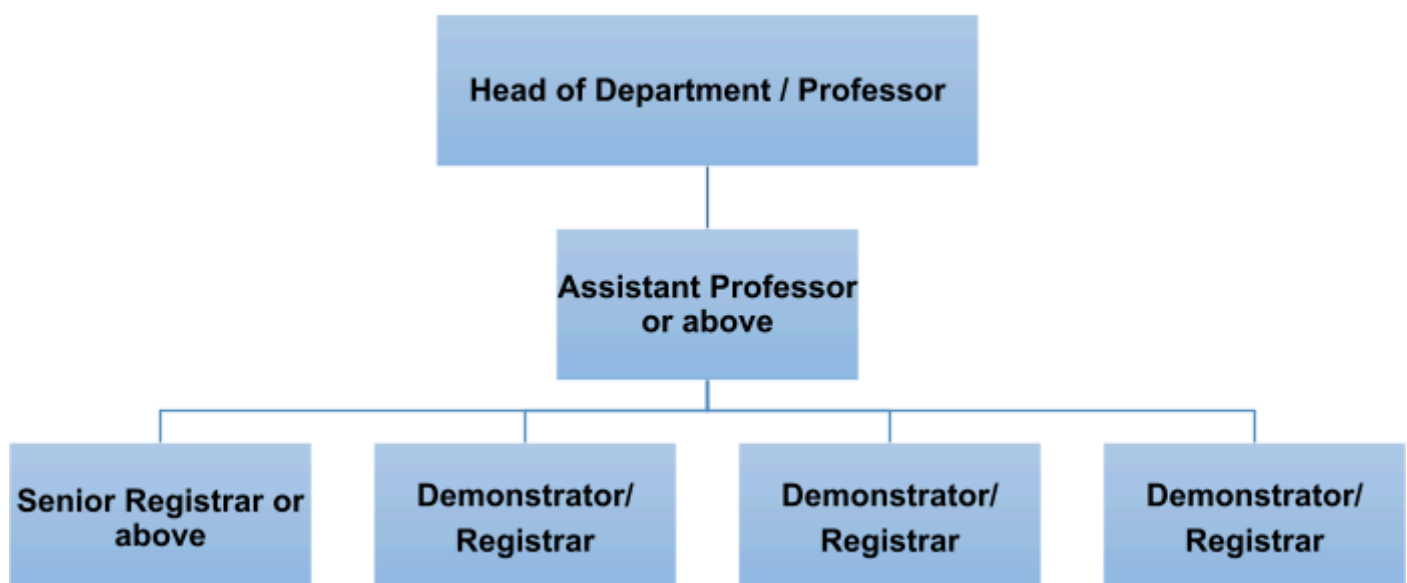 Head of Department / Professor
Assistant Professor
or above
Senior Registrar or
above
Demonstrator/
Registrar
Demonstrator/
Registrar
Demonstrator/
Registrar